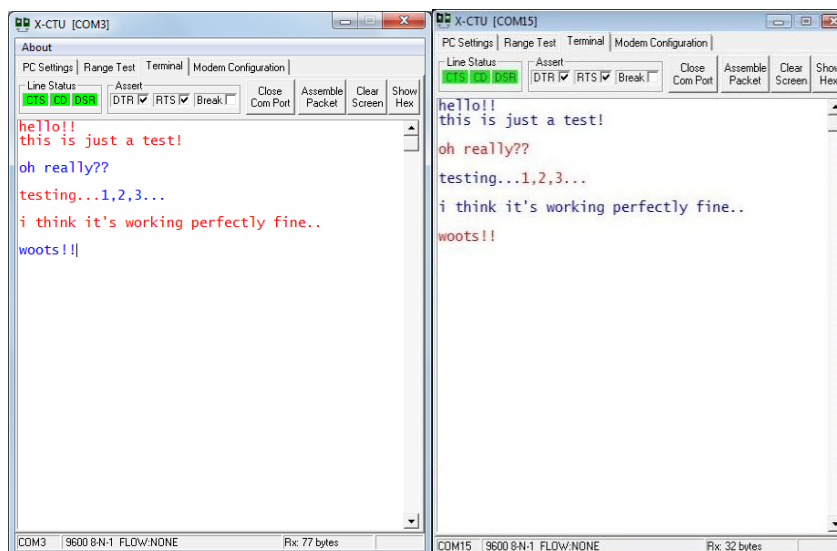 X-CTU [COM3]
About
PC Settings Range Test Terminal Modem Configuration
Line Status
CTS CD DSR
Assert
DTR RTS Break
Close Com Port
Assemble Packet
Clear Screen
Show Hex
hello!!
this is just a test!
oh really??
testing...1,2,3...
i think it's working perfectly fine..
woots!!
COM3 9600 8-N-1 FLOW:NONE Rx: 77 bytes
X-CTU [COM15]
PC Settings Range Test Terminal Modem Configuration
Line Status
CTS CD DSR
Assert
DTR RTS Break
Close Com Port
Assemble Packet
Clear Screen
Show Hex
hello!!
this is just a test!
oh really??
testing...1,2,3...
i think it's working perfectly fine..
woots!!
COM15 9600 8-N-1 FLOW:NONE Rx: 32 bytes